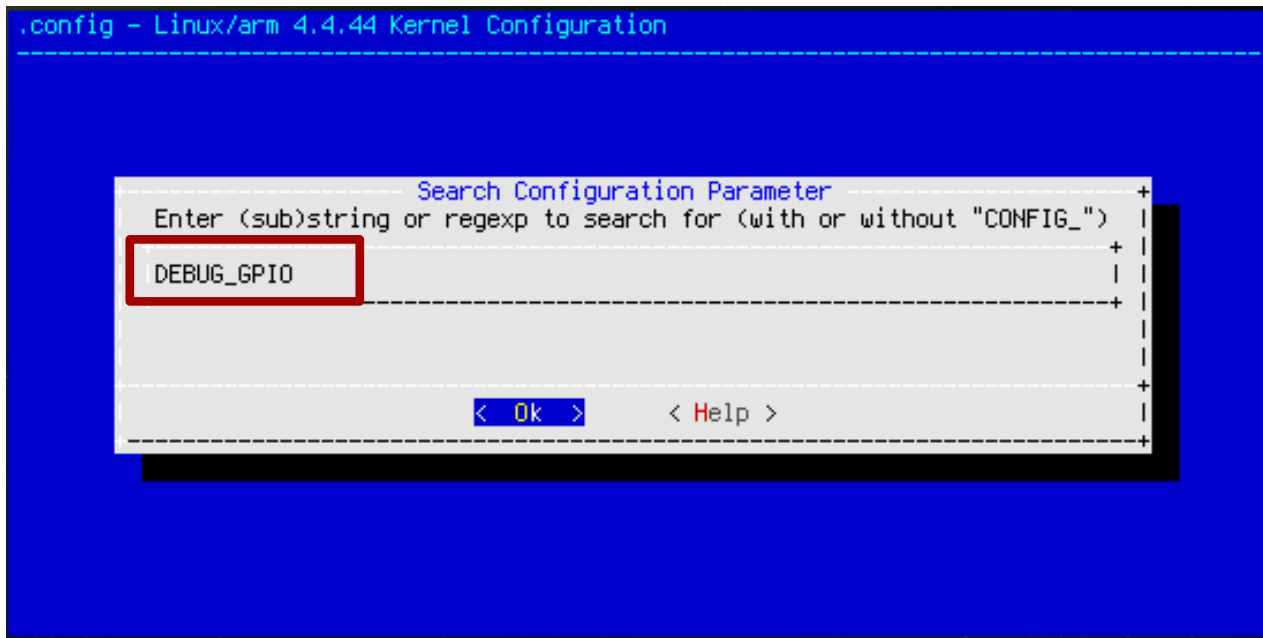 .config - Linux/arm 4.4.44 Kernel Configuration
Search Configuration Parameter
Enter (sub)string or regexp to search for (with or without "CONFIG_")
DEBUG_GPIO
< Ok > < Help >